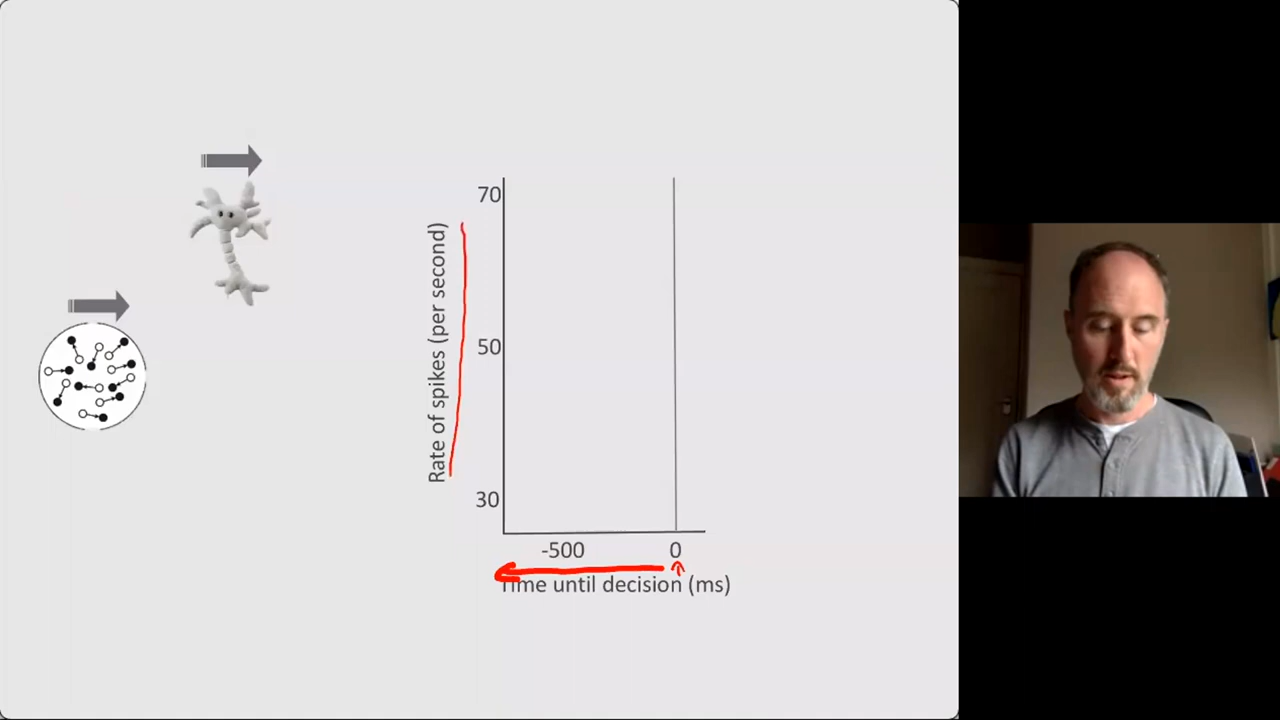 70
50
30
Rate of spikes (per second)
-500
0
Time until decision (ms)